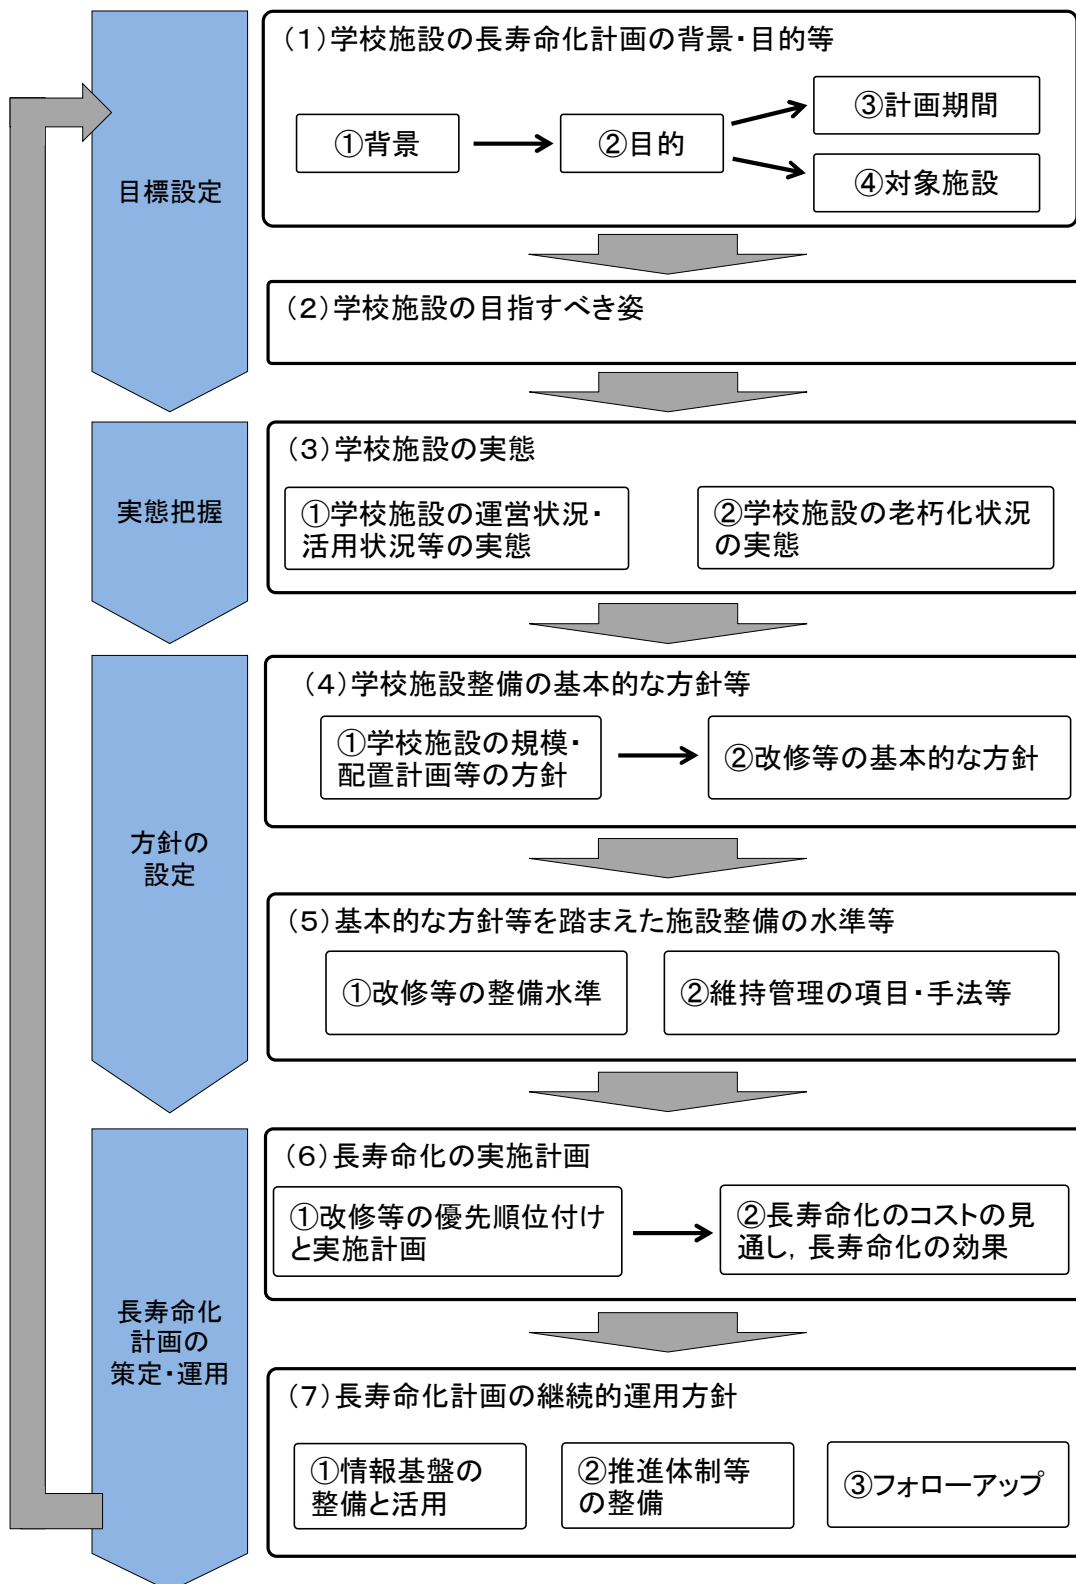 目標設定
(1)学校施設の長寿命化計画の背景・目的等
①背景
②目的
③計画期間
④対象施設
(2)学校施設の目指すべき姿
実態把握
(3)学校施設の実態
①学校施設の運営状況・
活用状況等の実態
②学校施設の老朽化状況
の実態
方針の
設定
(4)学校施設整備の基本的な方針等
①学校施設の規模・
配置計画等の方針
②改修等の基本的な方針
(5)基本的な方針等を踏まえた施設整備の水準等
①改修等の整備水準
②維持管理の項目・手法等
長寿命化
計画の
策定・運用
(6)長寿命化の実施計画
①改修等の優先順位付け
と実施計画
②長寿命化のコストの見
通し，長寿命化の効果
(7)長寿命化計画の継続的運用方針
①情報基盤の
整備と活用
②推進体制等
の整備
③フォローアップ